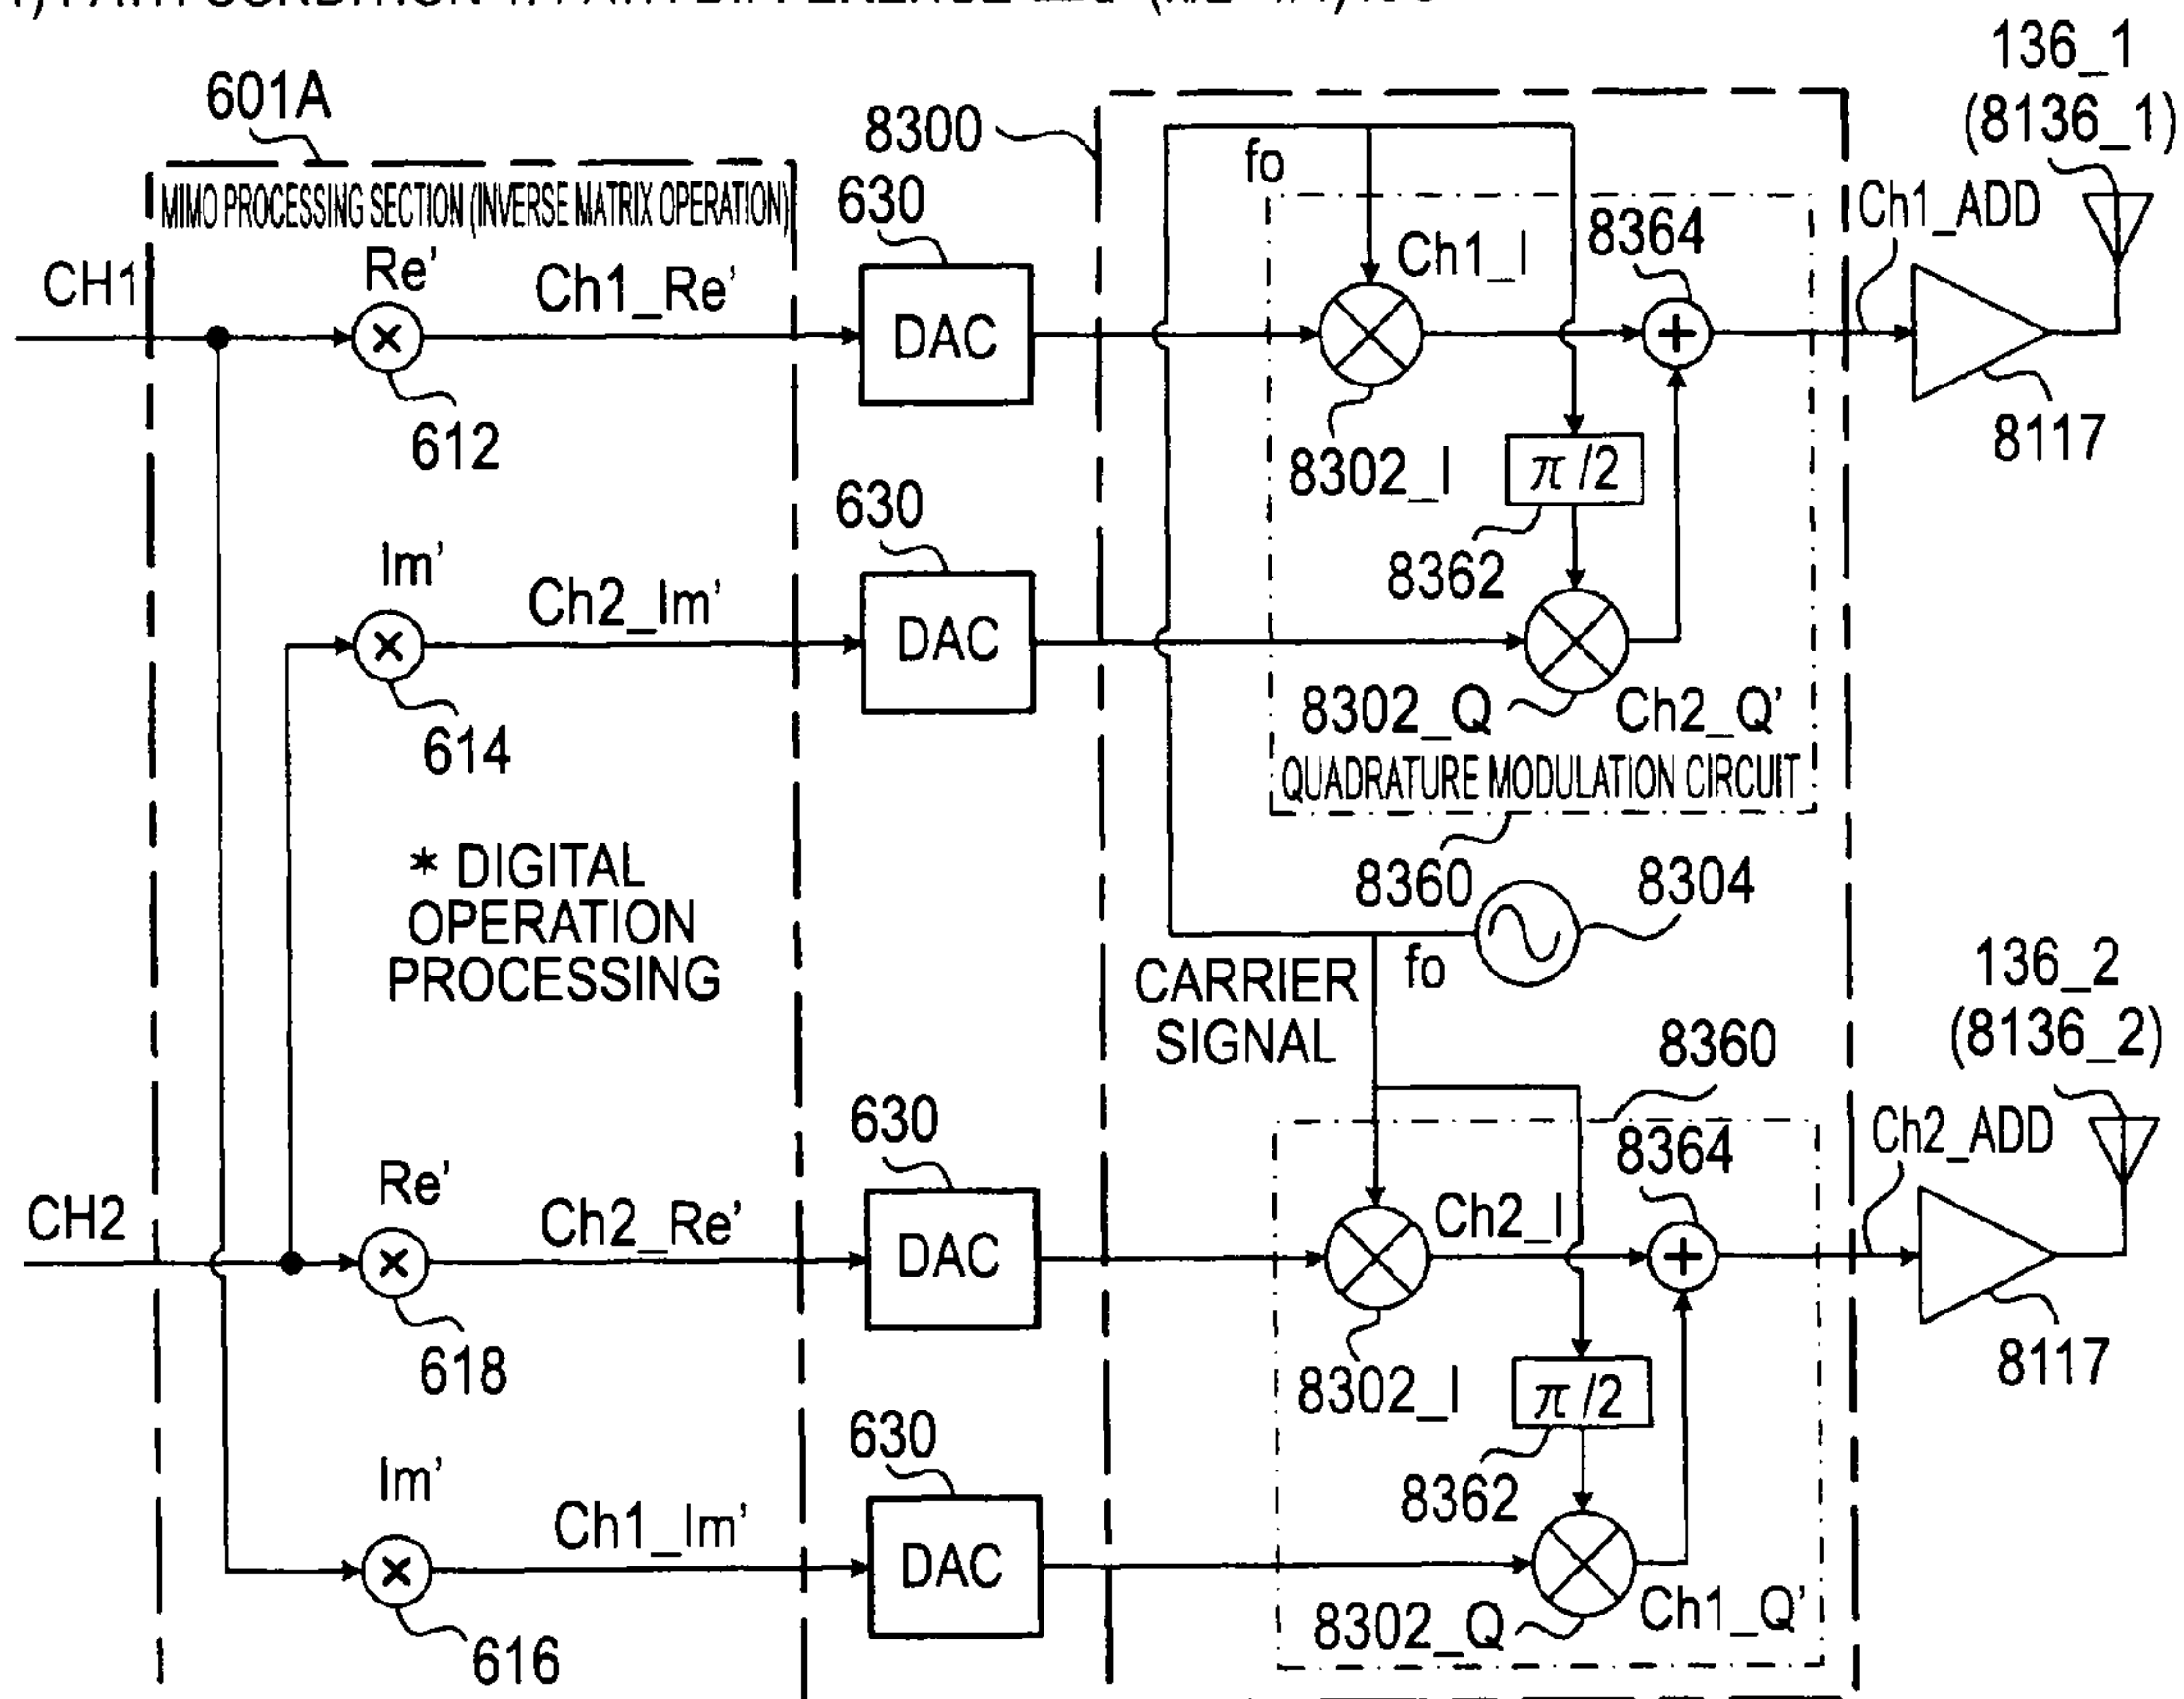 136_1
(8136_1)
601A
8300
fo
MIMO PROCESSING SECTION (INVERSE MATRIX OPERATION)
630
Ch1_ADD
8364
Re'
Ch1_I
CH1
Ch1_Re'
DAC
612
8302_I
π/2
8117
630
Im'
8362
Ch2_Im'
DAC
8302_Q
Ch2_Q'
614
QUADRATURE MODULATION CIRCUIT
* DIGITAL
OPERATION
PROCESSING
8360
8304
fo
CARRIER
SIGNAL
136_2
(8136_2)
8360
630
Ch2_ADD
8364
Re'
CH2
Ch2_Re'
Ch2_I
DAC
618
8302_I
π/2
8117
630
Im'
8362
Ch1_Im'
DAC
8302_Q
Ch1_Q'
616